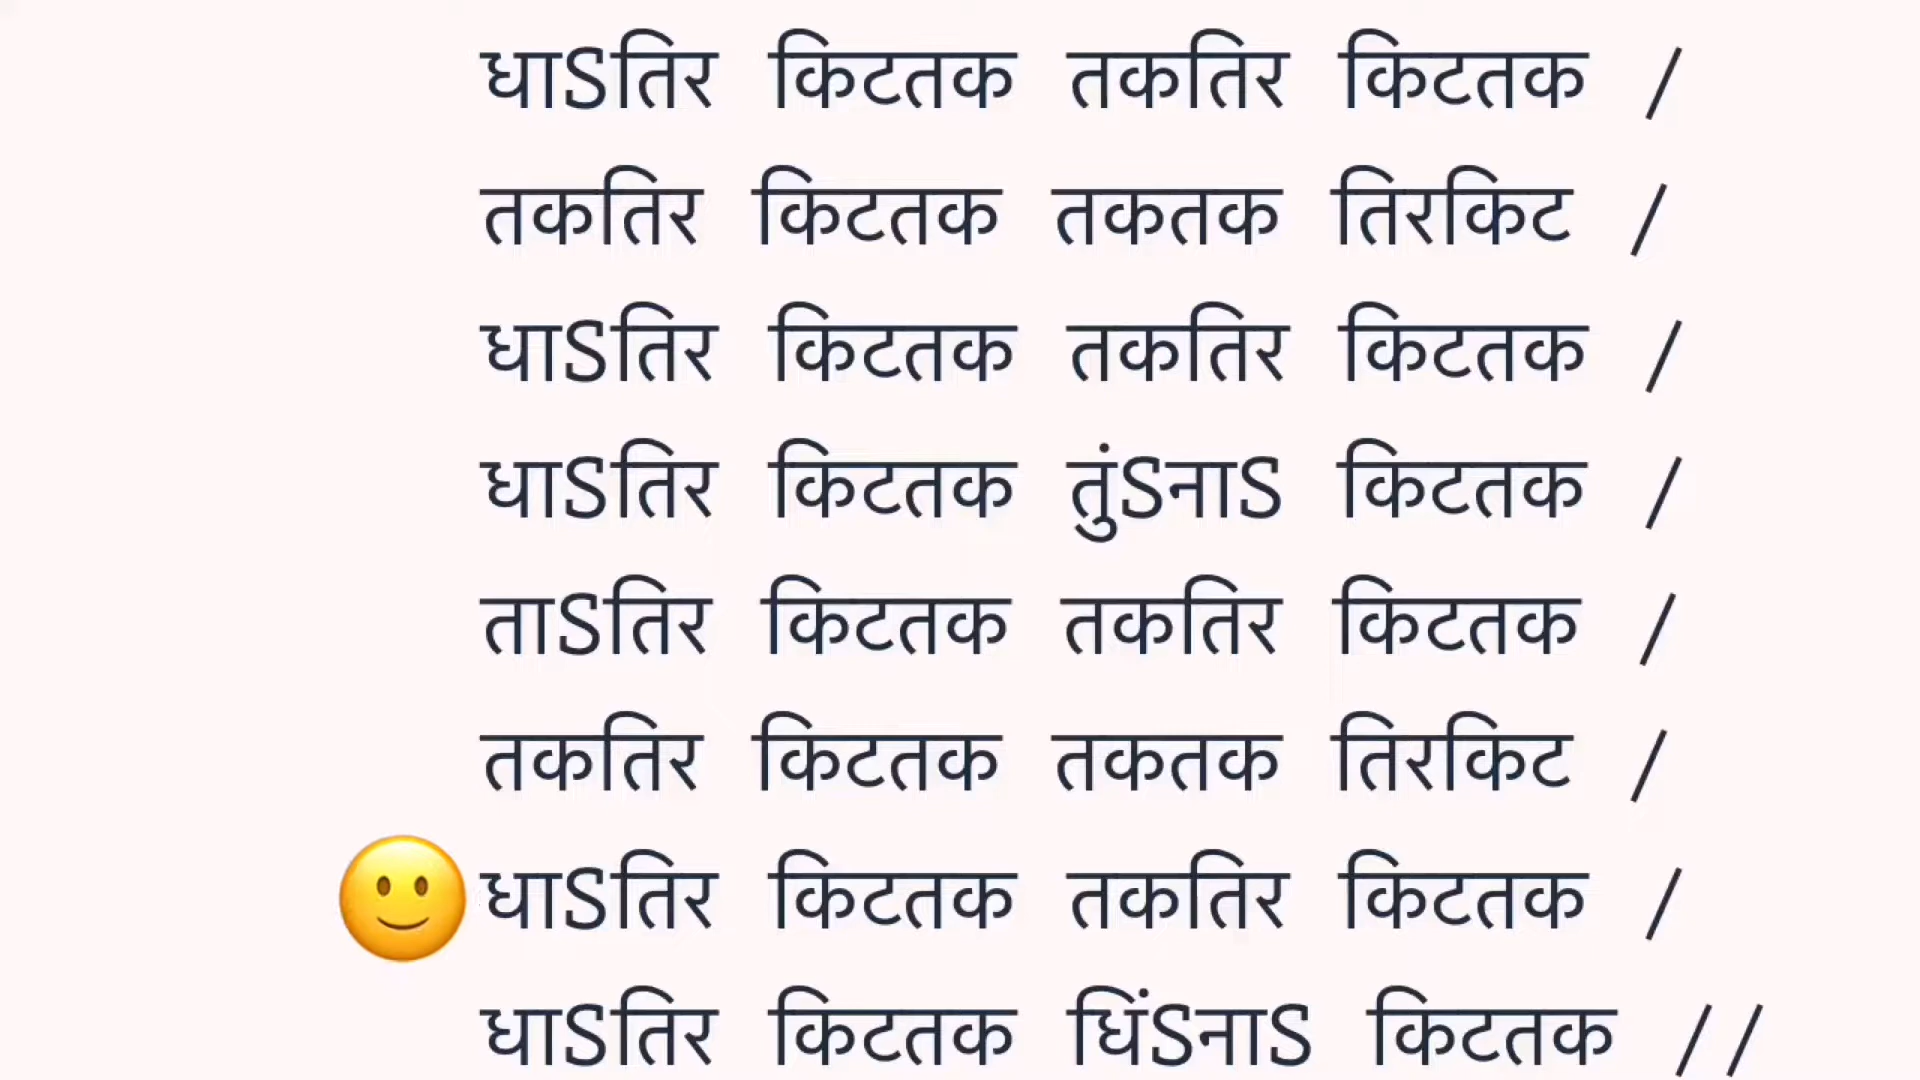 धाSतिर किटतक तकतिर किटतक /
तकतिर किटतक तकतक तिरकिट /
धाSतिर किटतक तकतिर किटतक /
धाSतिर किटतक तुंSनाS किटतक /
ताSतिर किटतक तकतिर किटतक /
तकतिर किटतक तकतक तिरकिट /
धाSतिर किटतक तकतिर किटतक /
धाSतिर किटतक धिंSनाS किटतक //